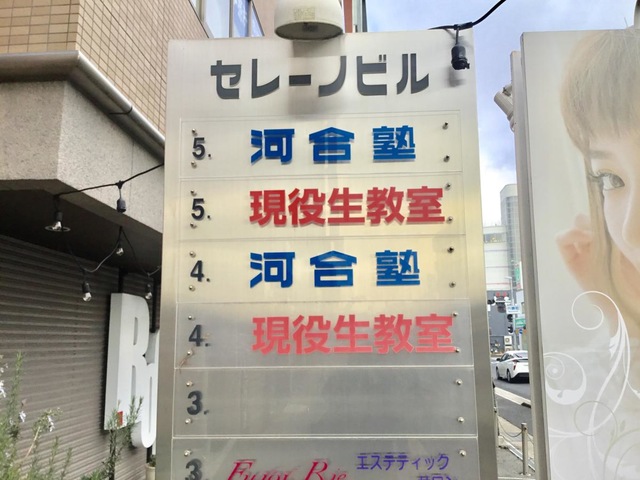 セレーノビル
5. 河合塾
5. 現役生教室
4. 河合塾
4. 現役生教室
3.
3. エステティック